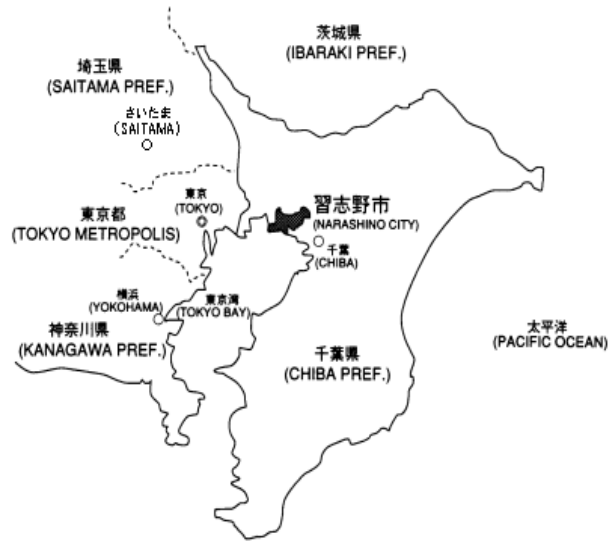 茨城県
(IBARAKI PREF.)
埼玉県
(SAITAMA PREF.)
さいたま
(SAITAMA)
東京
(TOKYO)
習志野市
(NARASHINO CITY)
東京都
(TOKYO METROPOLIS)
千葉
(CHIBA)
横浜
(YOKOHAMA)
東京湾
(TOKYO BAY)
神奈川県
(KANAGAWA PREF.)
千葉県
(CHIBA PREF.)
太平洋
(PACIFIC OCEAN)